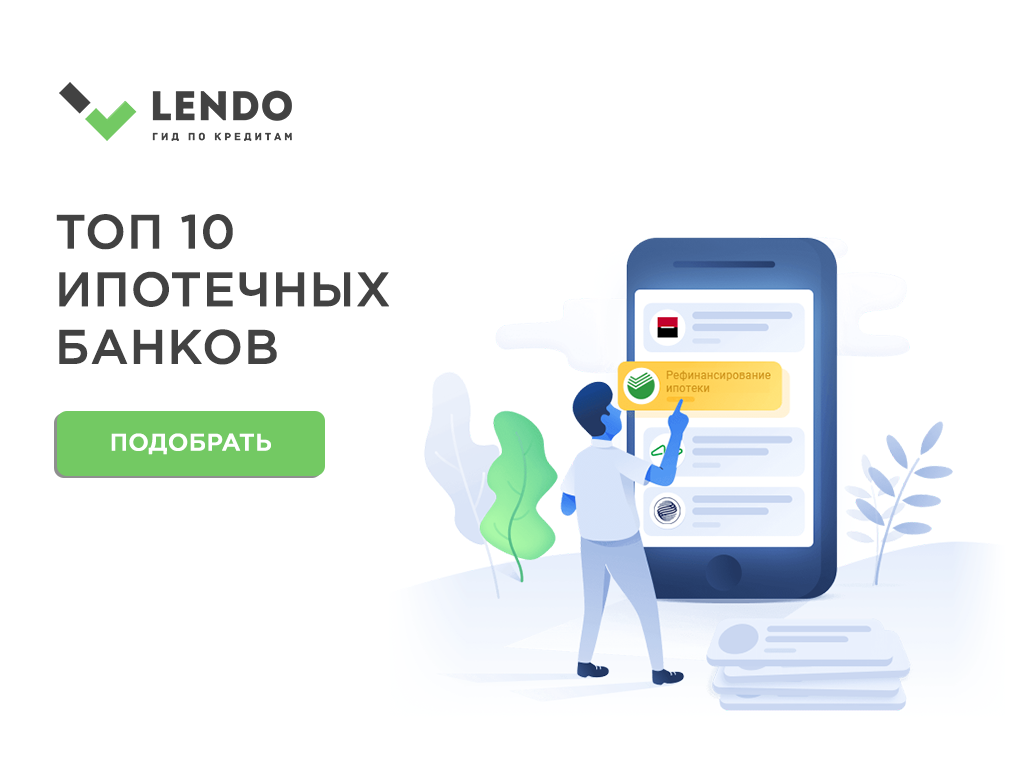 LENDO
ГИД ПО КРЕДИТАМ
ТОП 10
ИПОТЕЧНЫХ
БАНКОВ
ПОДОБРАТЬ
Рефинансирование
ипотеки